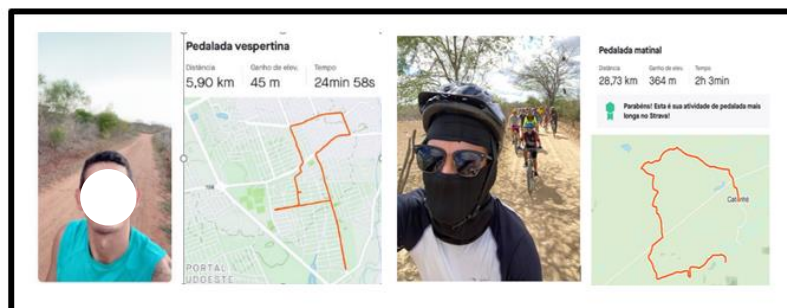 Pedalada vespertina
Distância Ganho de elev. Tempo
5,90 km 45 m 24min 58s
PORTAL
UDOESTE
Pedalada matinal
Distância Ganho de elev. Tempo
28,73 km 364 m 2h 3min
Parabéns! Esta é sua atividade de pedalada mais
longa no Strava!